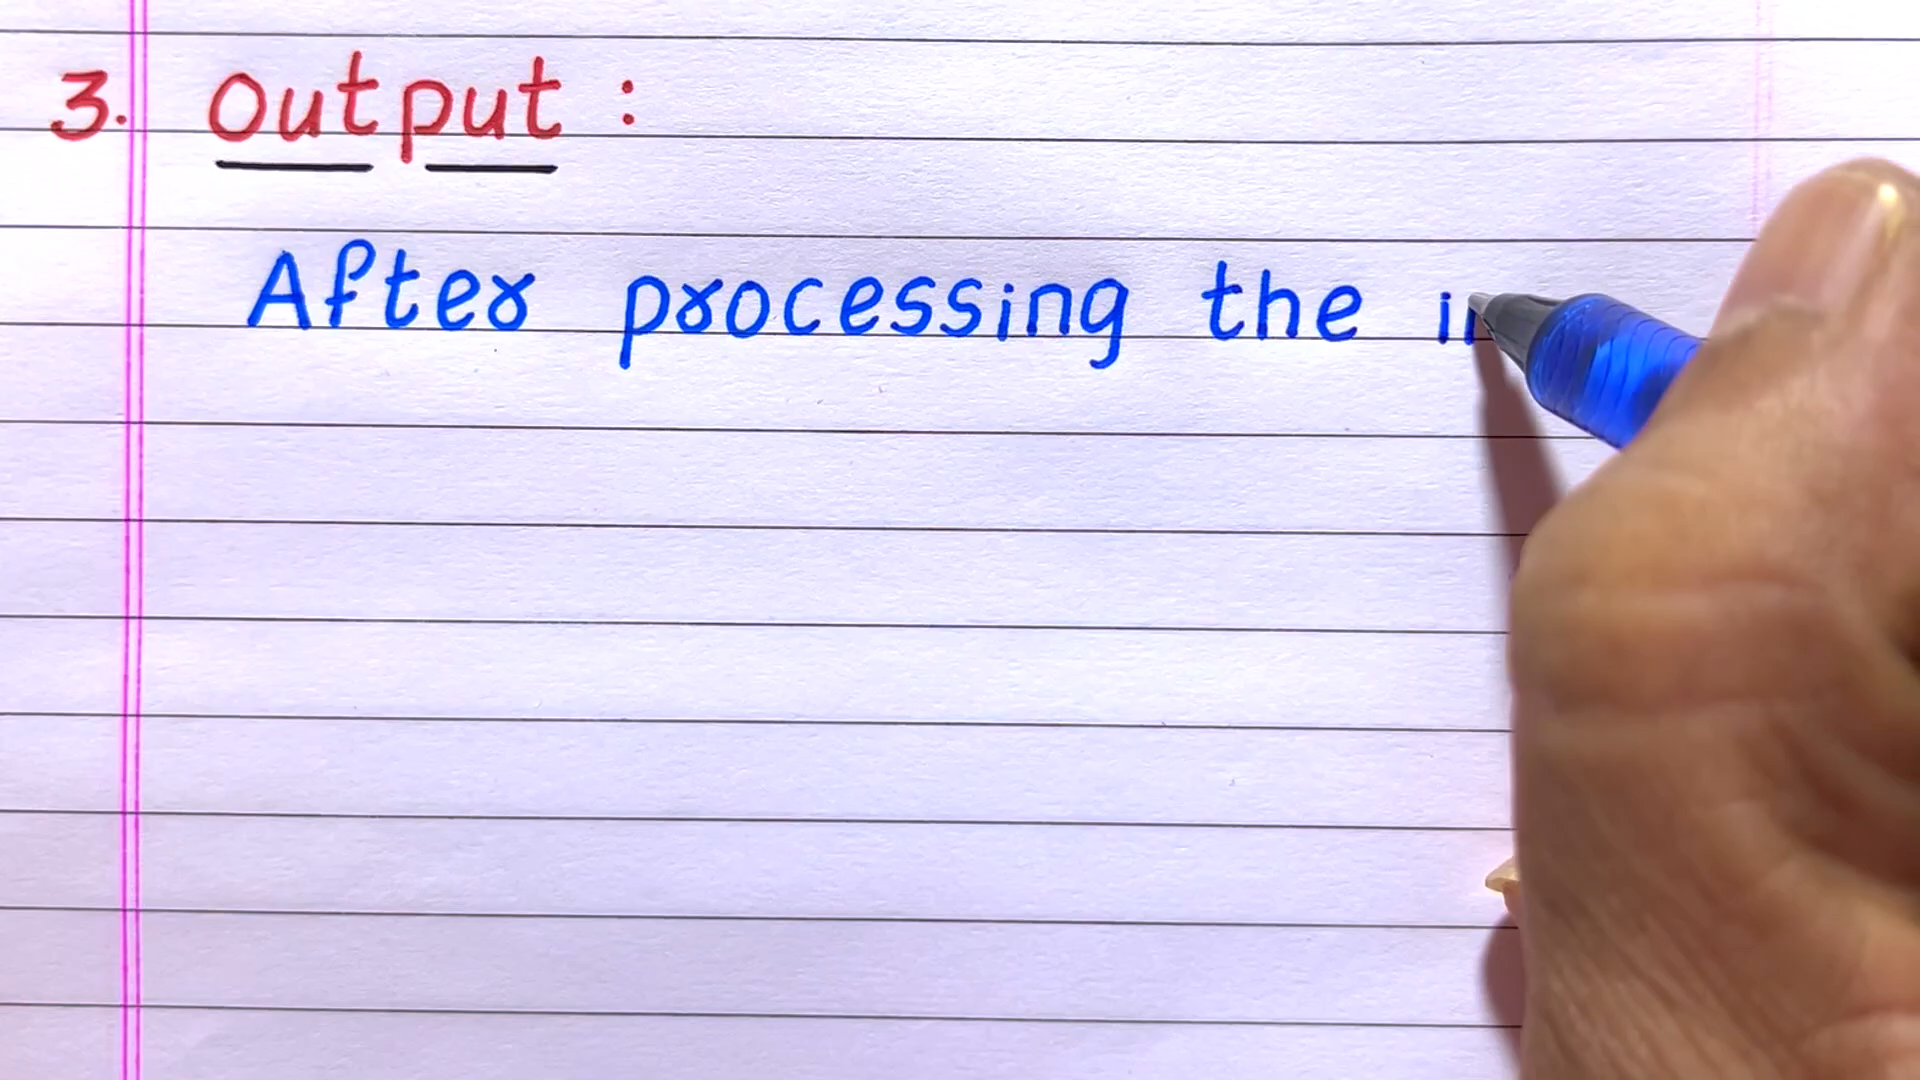 3. Output :
After processing the